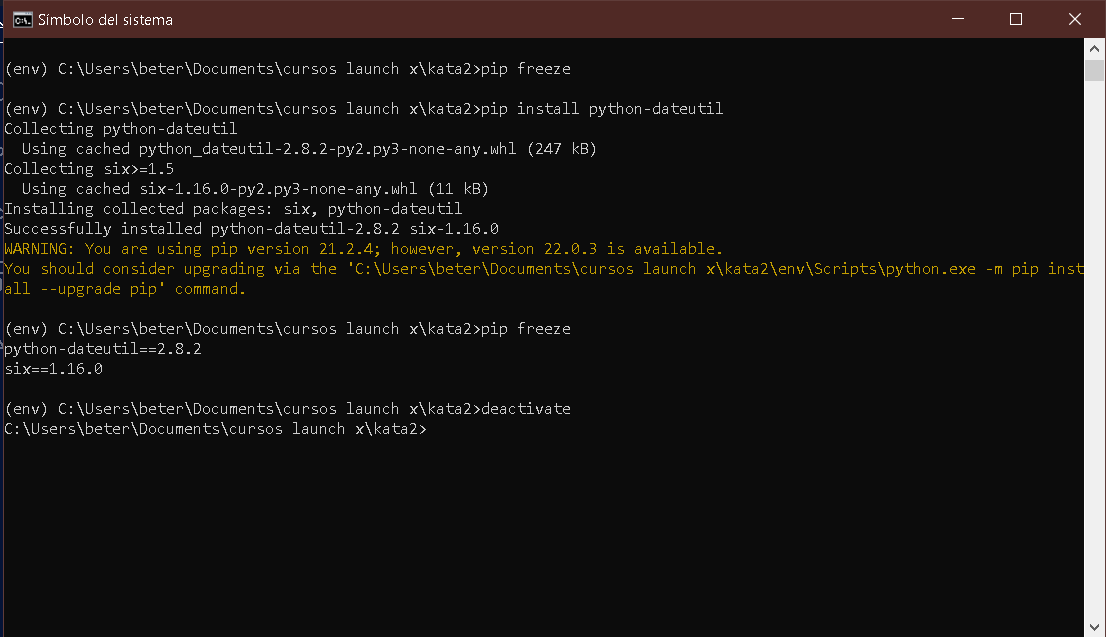 Símbolo del sistema
(env) C:\Users\beter\Documents\cursos launch x\kata2>pip freeze
(env) C:\Users\beter\Documents\cursos launch x\kata2>pip install python-dateutil
Collecting python-dateutil
  Using cached python_dateutil-2.8.2-py2.py3-none-any.whl (247 kB)
Collecting six>=1.5
  Using cached six-1.16.0-py2.py3-none-any.whl (11 kB)
Installing collected packages: six, python-dateutil
Successfully installed python-dateutil-2.8.2 six-1.16.0
WARNING: You are using pip version 21.2.4; however, version 22.0.3 is available.
You should consider upgrading via the 'C:\Users\beter\Documents\cursos launch x\kata2\env\Scripts\python.exe -m pip inst
all --upgrade pip' command.
(env) C:\Users\beter\Documents\cursos launch x\kata2>pip freeze
python-dateutil==2.8.2
six==1.16.0
(env) C:\Users\beter\Documents\cursos launch x\kata2>deactivate
C:\Users\beter\Documents\cursos launch x\kata2>